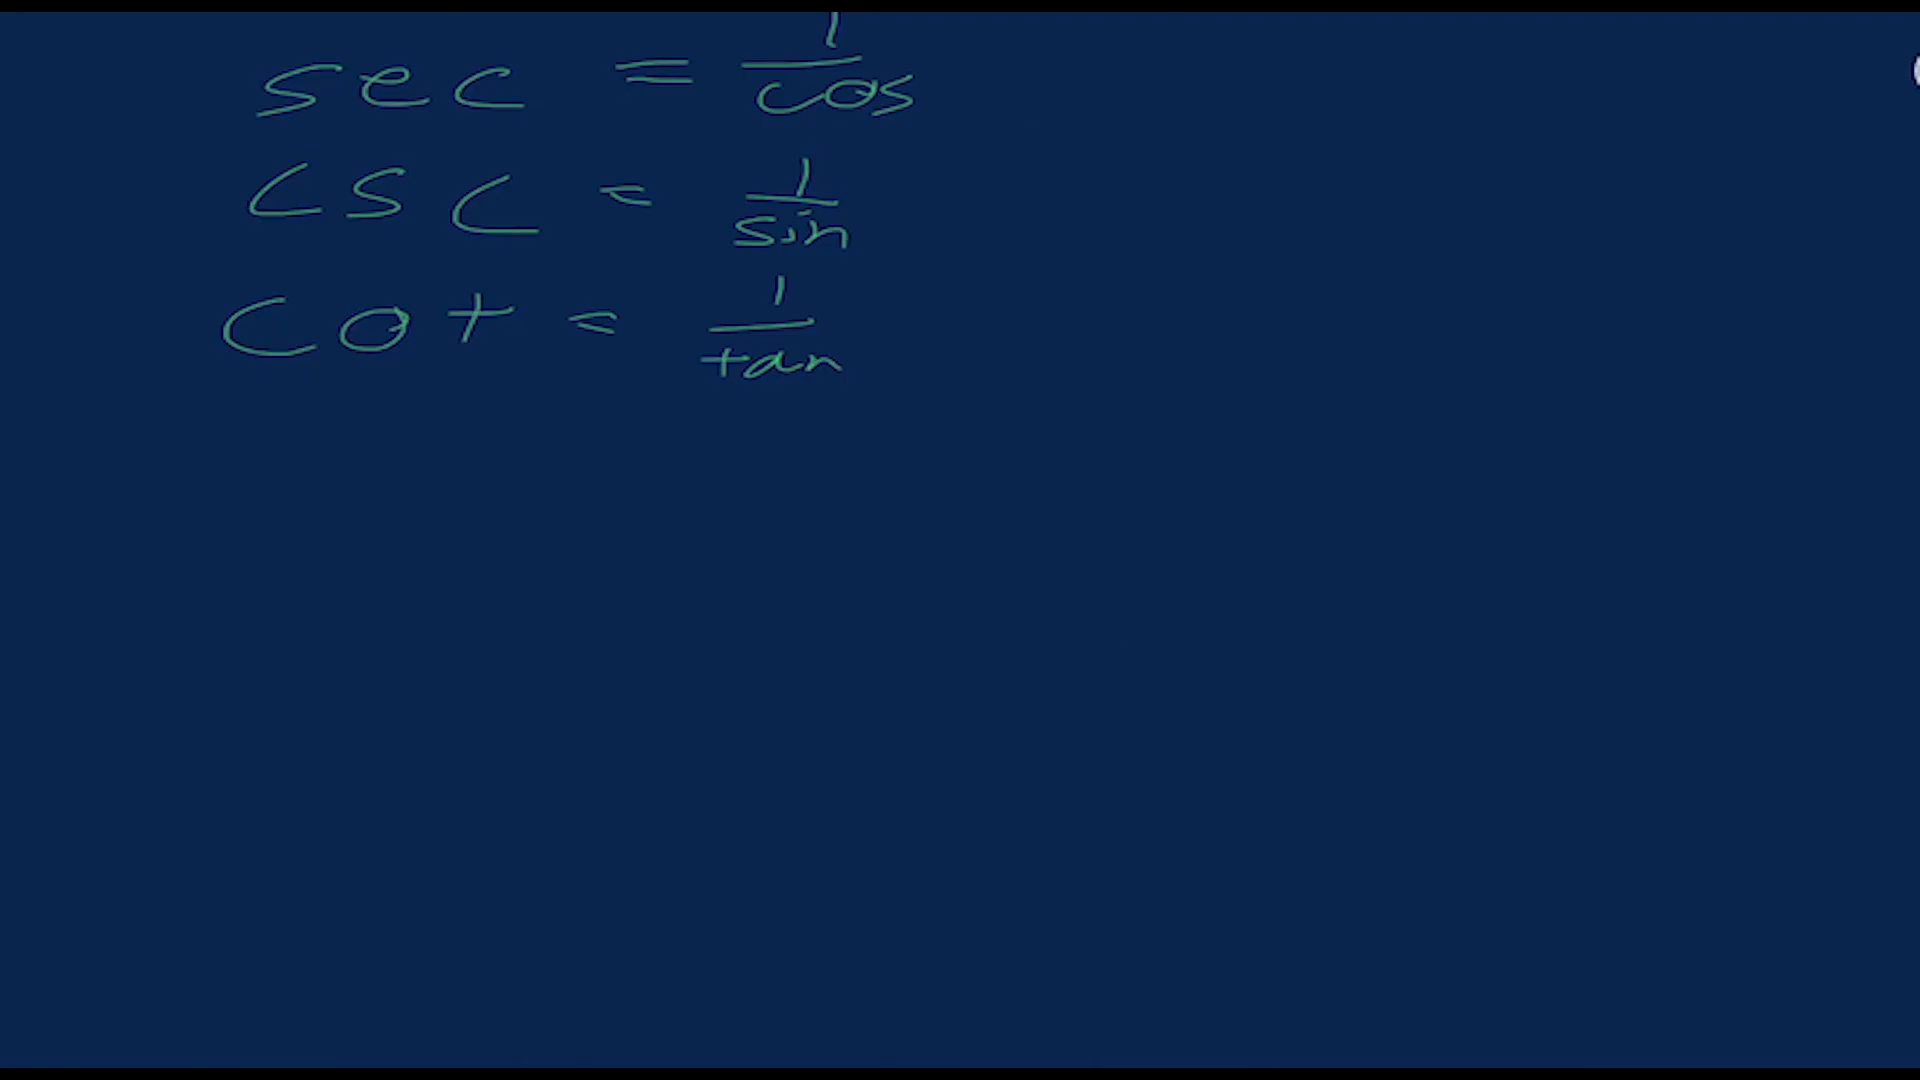 sec = 1/cos
csc = 1/sin
cot = 1/tan